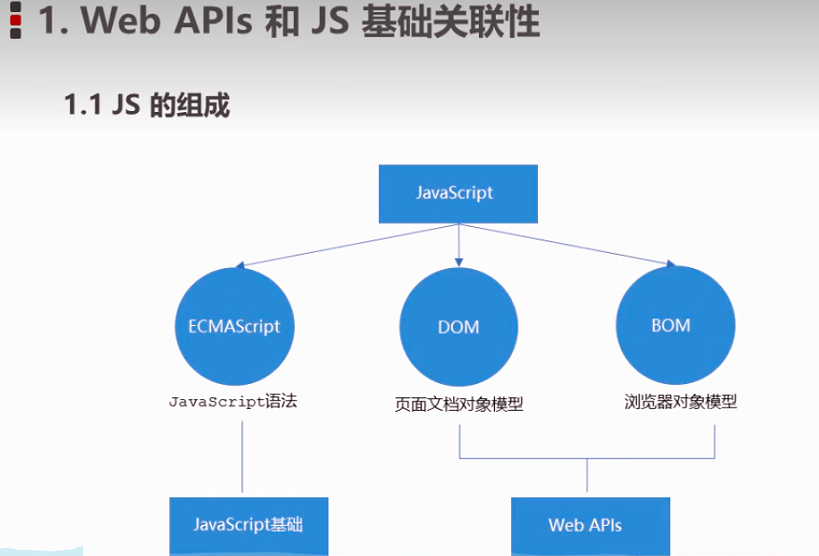 1. Web APIs 和 JS 基础关联性
1.1 JS 的组成
JavaScript
ECMAScript
DOM
BOM
JavaScript语法
页面文档对象模型
浏览器对象模型
JavaScript基础
Web APIs